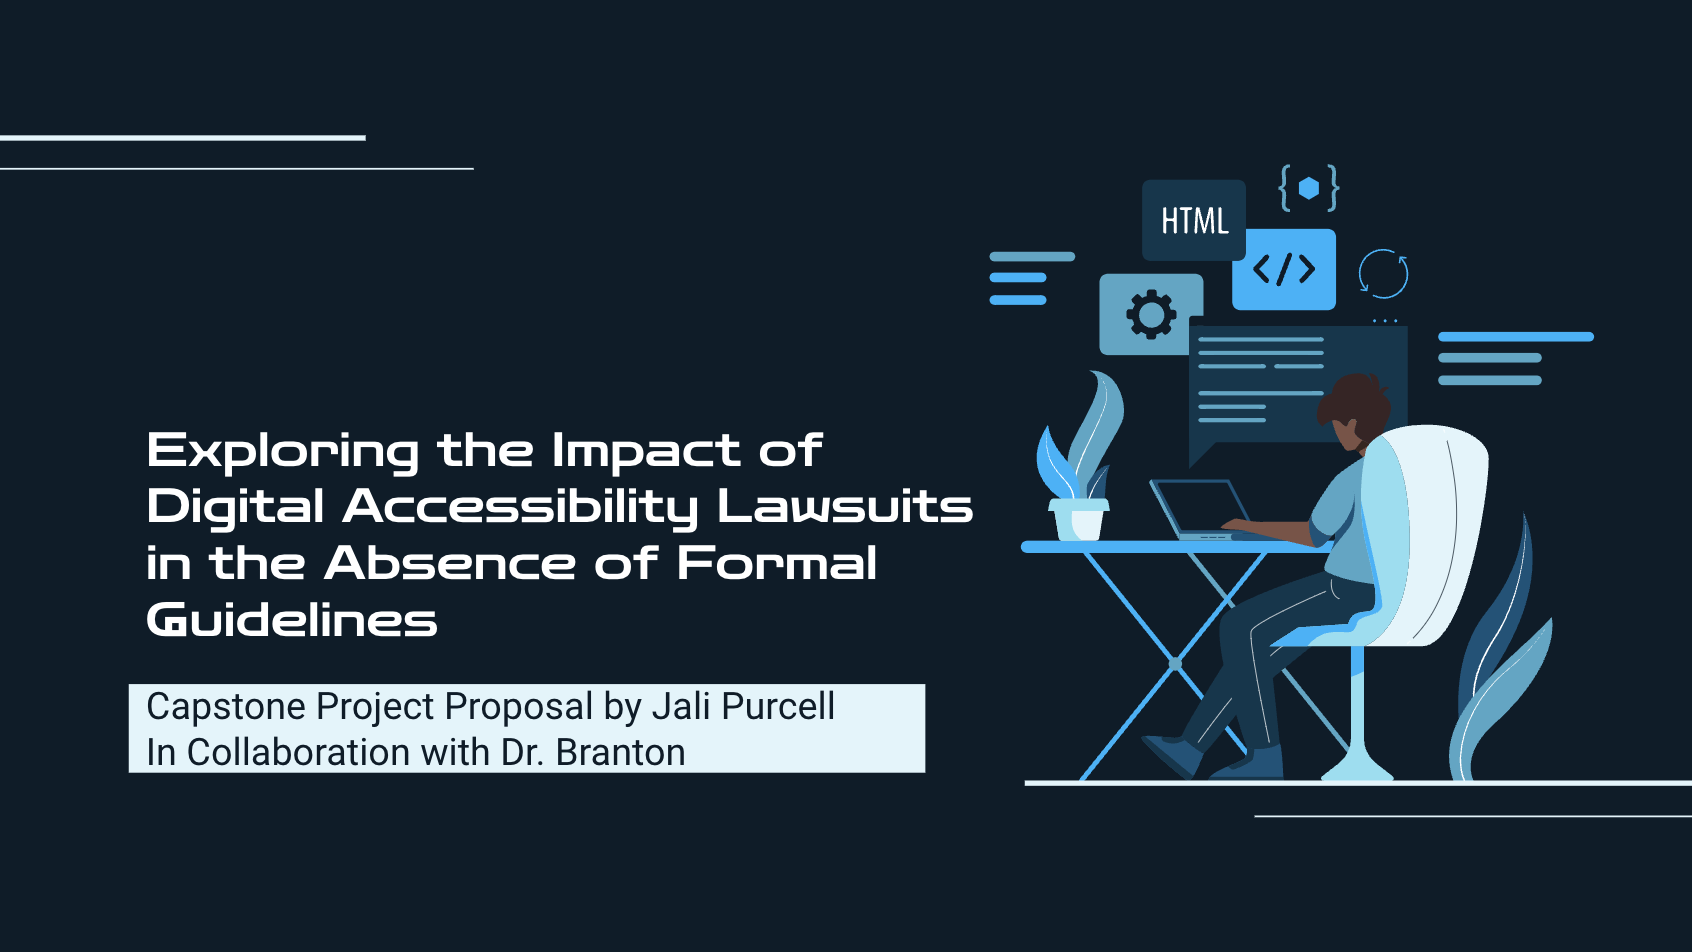 HTML
</>
Exploring the Impact of
Digital Accessibility Lawsuits
in the Absence of Formal
Guidelines
Capstone Project Proposal by Jali Purcell
In Collaboration with Dr. Branton